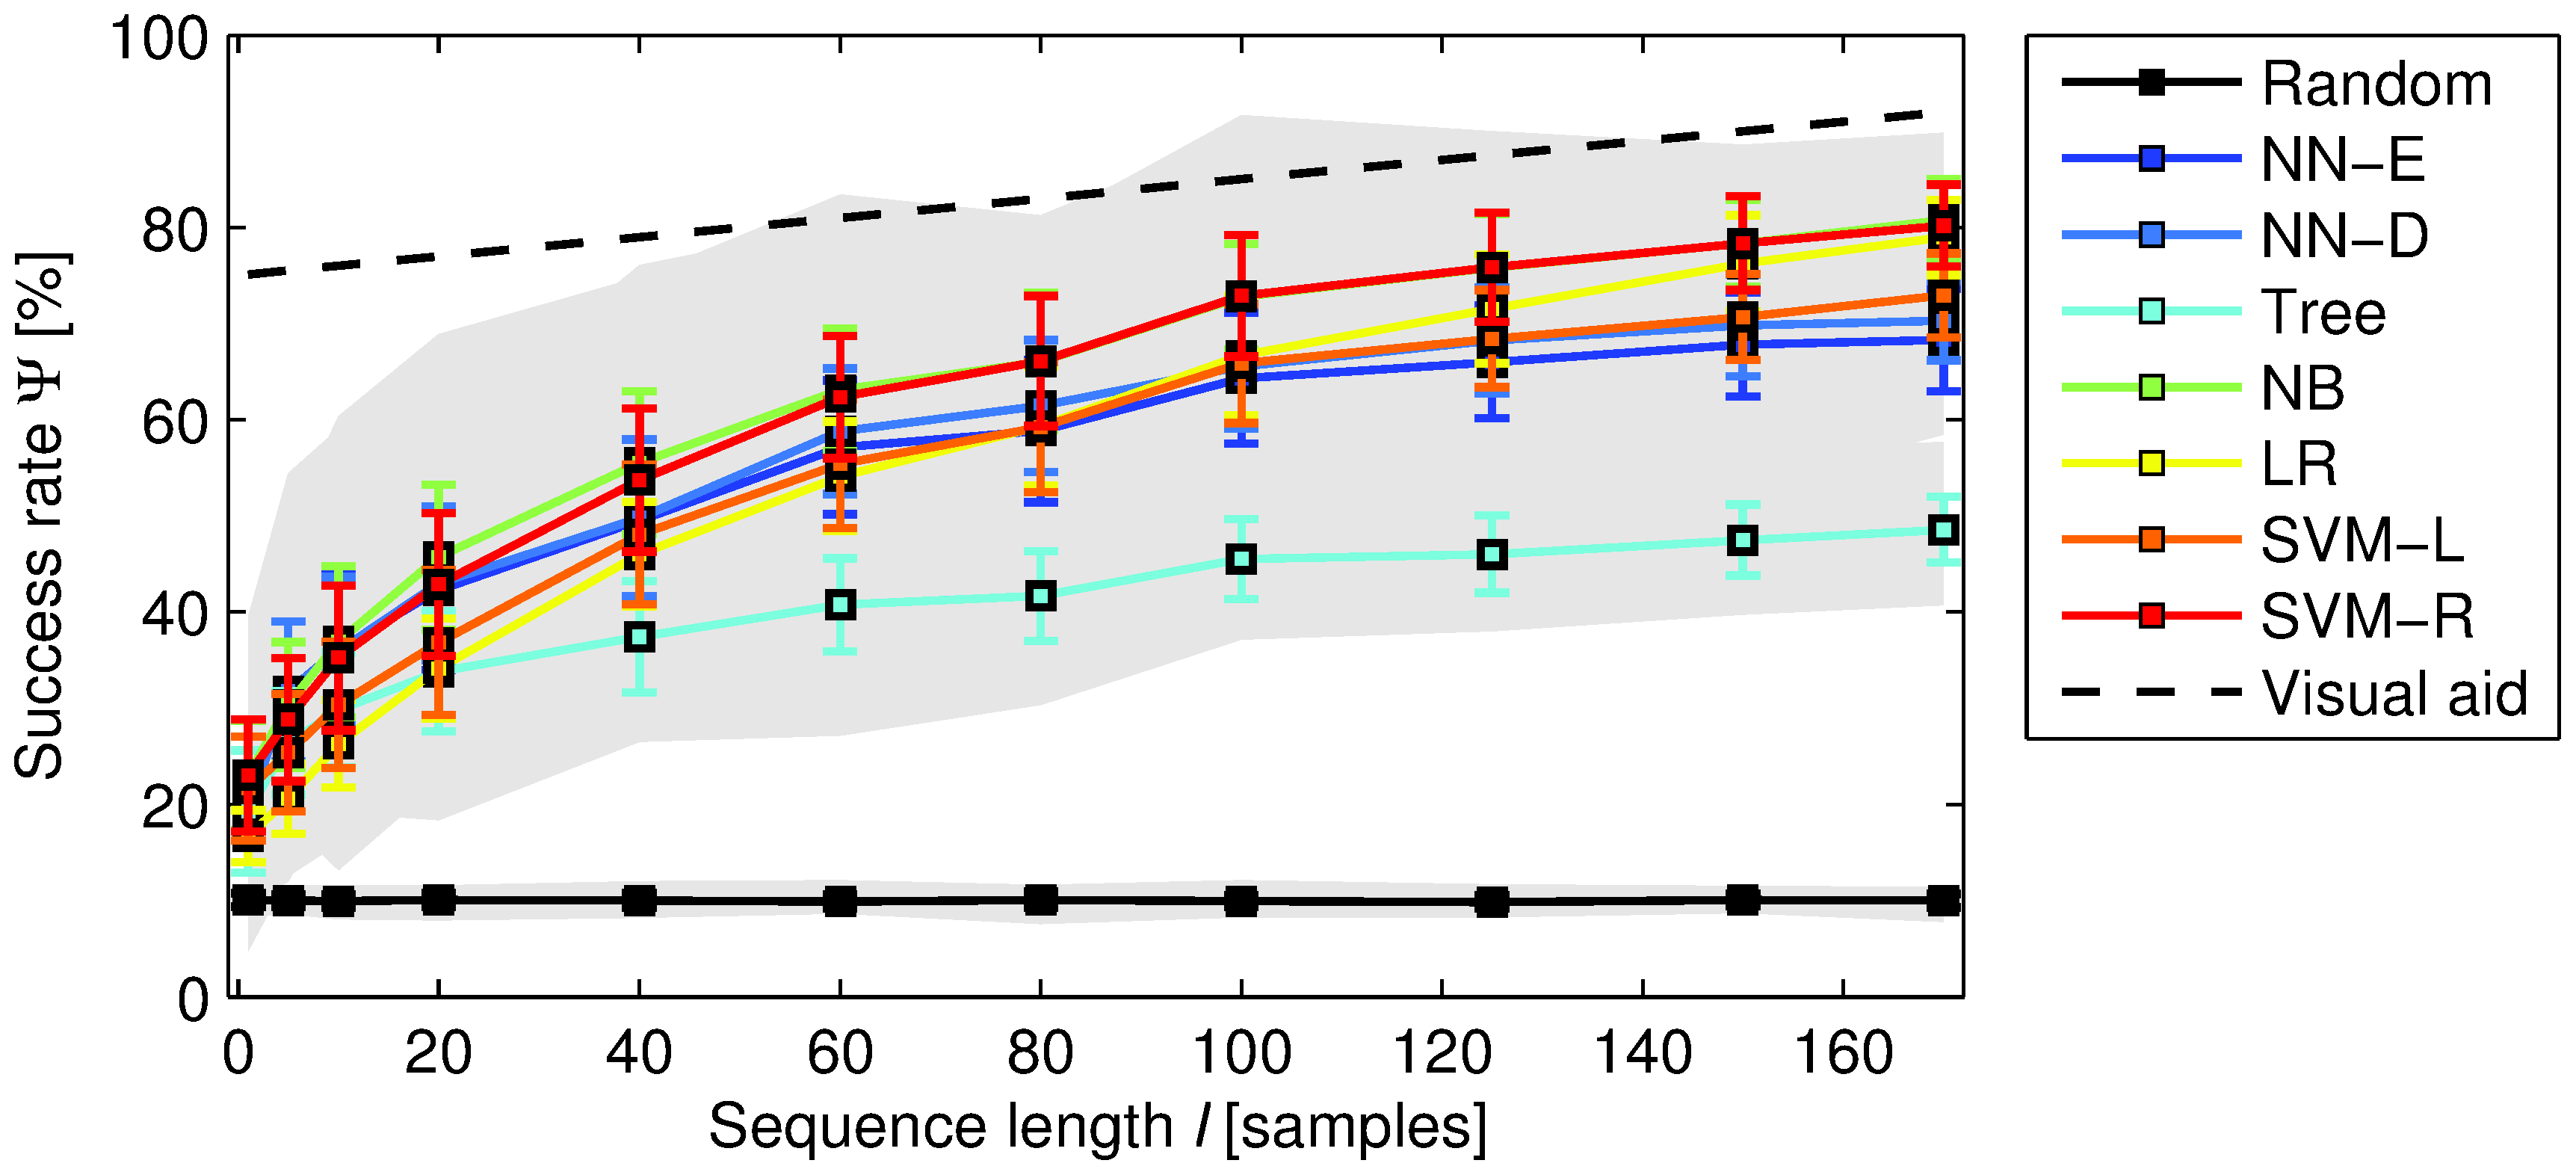 Success rate Ψ [%]
100
80
60
40
20
0
0 20 40 60 80 100 120 140 160
Sequence length l [samples]
Random
NN−E
NN−D
Tree
NB
LR
SVM−L
SVM−R
Visual aid